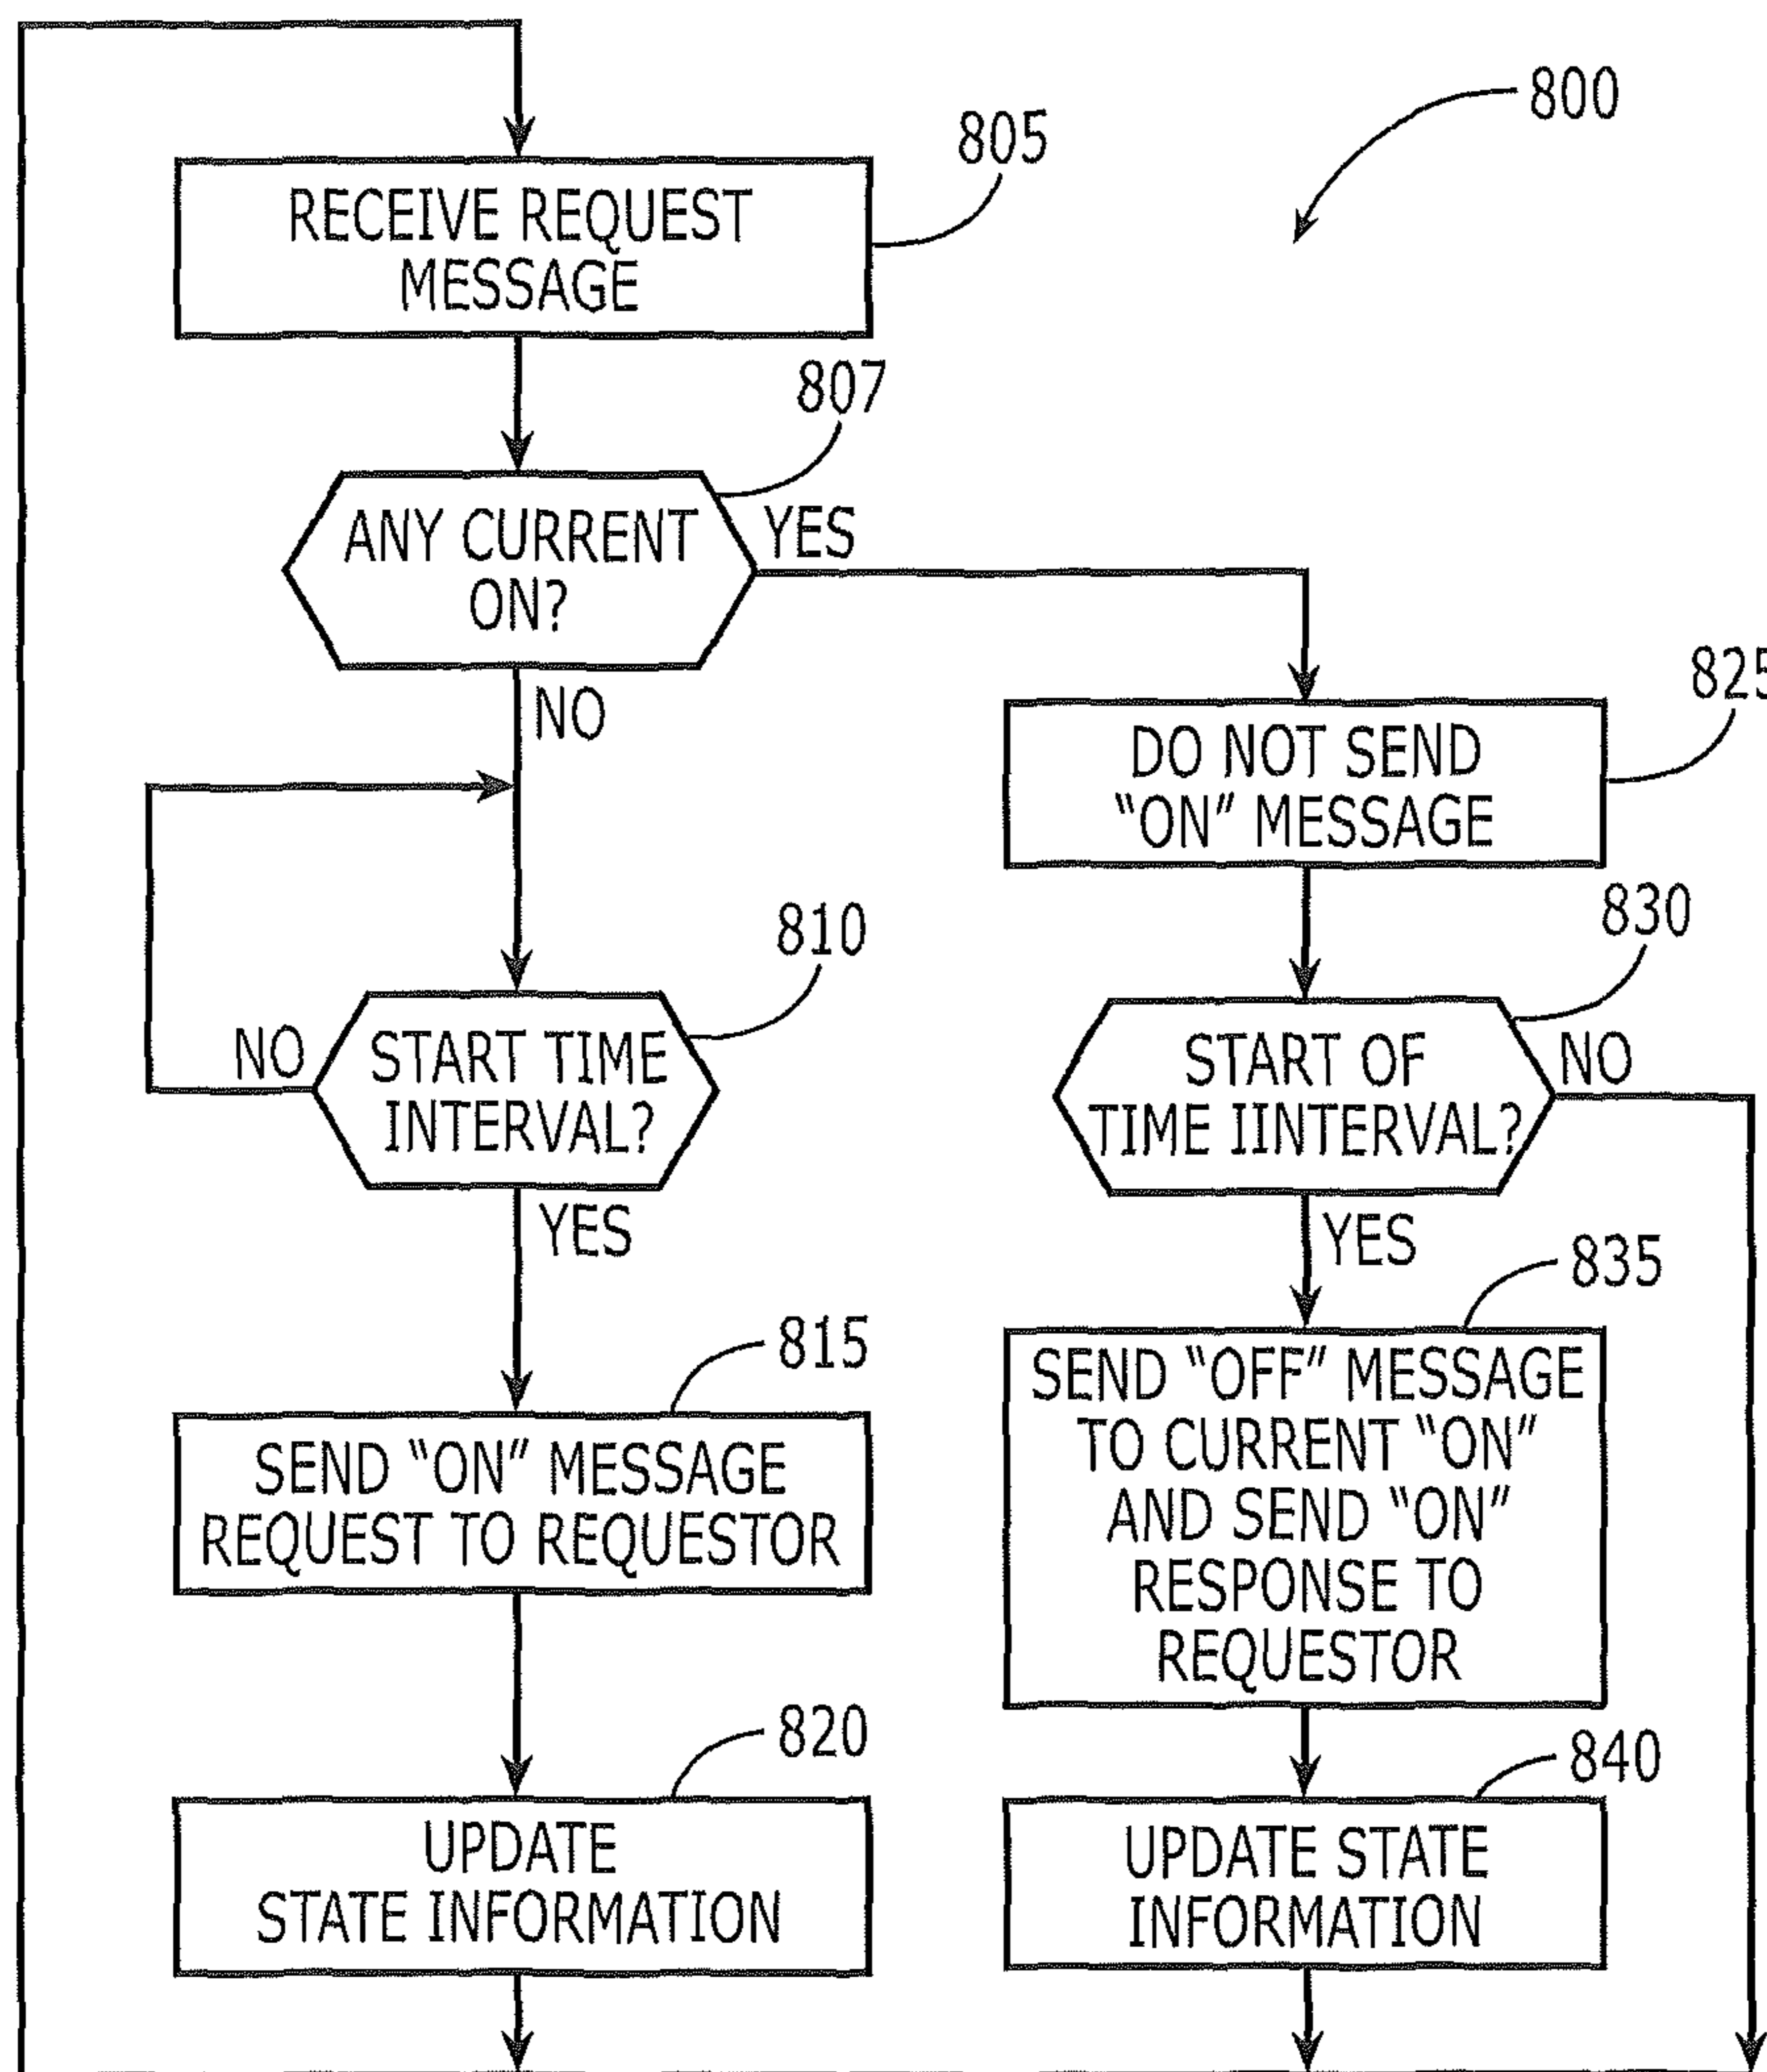 800
805
RECEIVE REQUEST
MESSAGE
807
ANY CURRENT
ON?
YES
NO
825
DO NOT SEND
“ON” MESSAGE
810
START TIME
INTERVAL?
NO
YES
830
START OF
TIME IINTERVAL?
NO
YES
815
SEND “ON” MESSAGE
REQUEST TO REQUESTOR
835
SEND “OFF” MESSAGE
TO CURRENT “ON”
AND SEND “ON”
RESPONSE TO
REQUESTOR
820
UPDATE
STATE INFORMATION
840
UPDATE STATE
INFORMATION